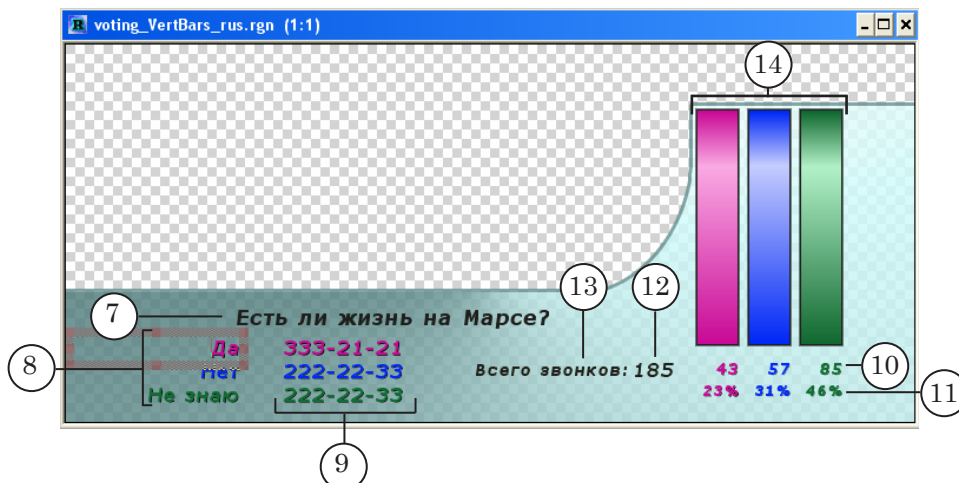 voting_VertBars_rus.rgn (1:1)
14
13
12
7
Есть ли жизнь на Марсе?
8
Да 333-21-21
Нет 222-22-33
Не знаю 222-22-33
Всего звонков: 185
43 57 85
10
23% 31% 46%
11
9